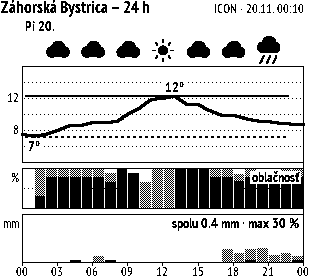 Záhorská Bystrica – 24 h
ICON · 20.11. 00:10
Pi 20.
12°
12
8
7°
%
oblačnosť
mm
spolu 0.4 mm · max 30 %
00 03 06 09 12 15 18 21 00